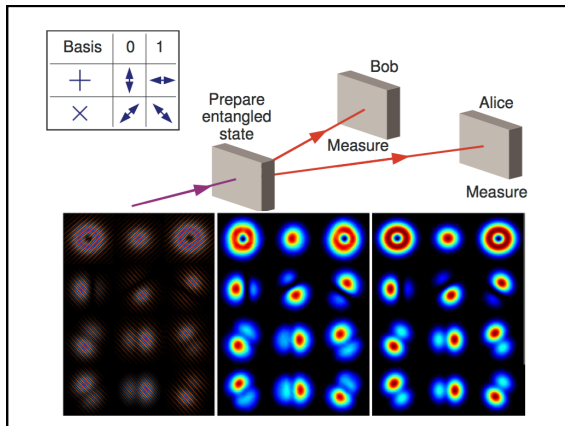 Basis 0 1
+
×
Prepare
entangled
state
Bob
Measure
Alice
Measure